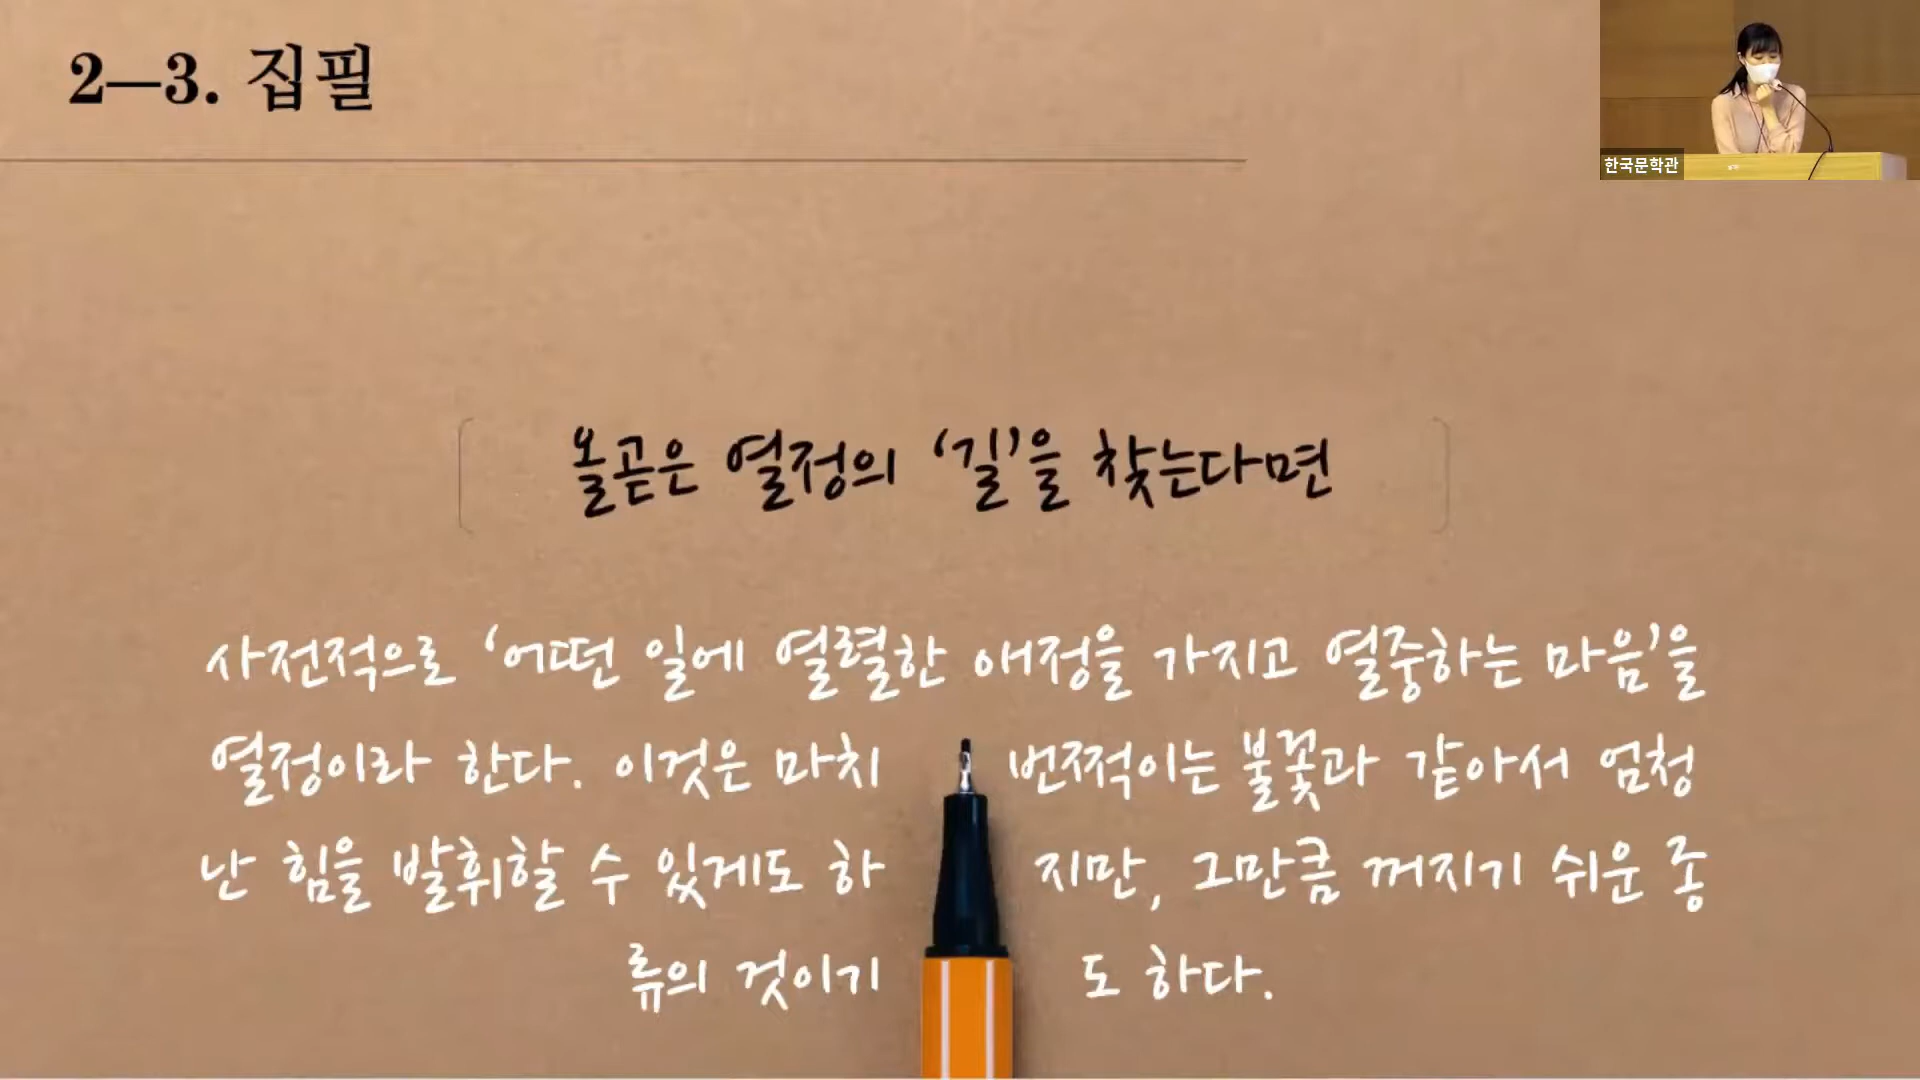 2—3. 집필
한국문학관
올곧은 열정의 ‘길’을 찾는다면
사전적으로 ‘어떤 일에 열렬한 애정을 가지고 열중하는 마음’을
열정이라 한다. 이것은 마치 번쩍이는 불꽃과 같아서 엄청
난 힘을 발휘할 수 있게도 하 지만, 그만큼 꺼지기 쉬운 종
류의 것이기 도 하다.